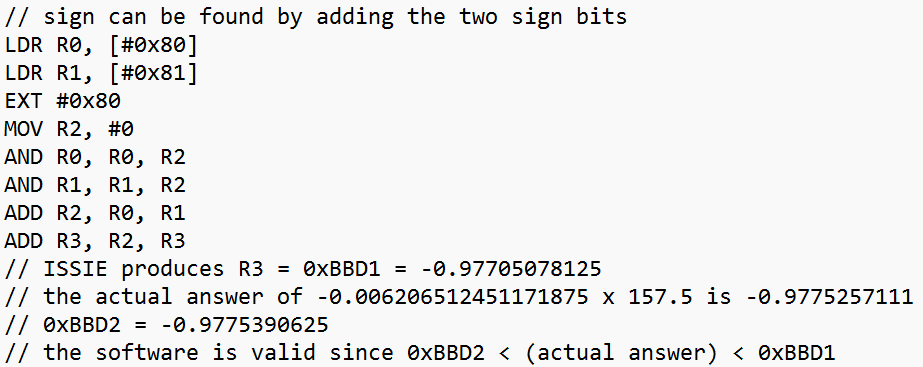 // sign can be found by adding the two sign bits
LDR R0, [#0x80]
LDR R1, [#0x81]
EXT #0x80
MOV R2, #0
AND R0, R0, R2
AND R1, R1, R2
ADD R2, R0, R1
ADD R3, R2, R3
// ISSIE produces R3 = 0xBBD1 = -0.97705078125
// the actual answer of -0.006206512451171875 x 157.5 is -0.9775257111
// 0xBBD2 = -0.9775390625
// the software is valid since 0xBBD2 < (actual answer) < 0xBBD1